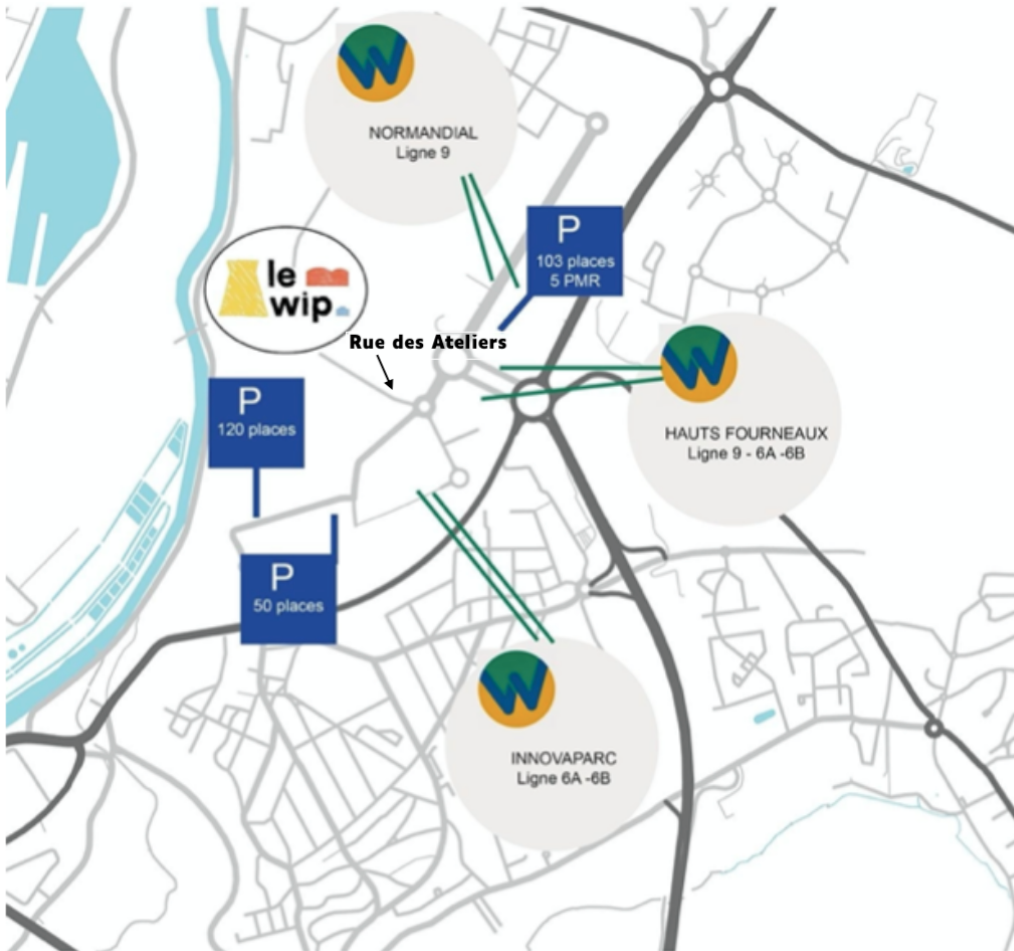 W
NORMANDIAL
Ligne 9
P
103 places
5 PMR
le
wip.
Rue des Ateliers
W
HAUTS FOURNEAUX
Ligne 9 - 6A -6B
P
120 places
P
50 places
W
INNOVAPARC
Ligne 6A -6B